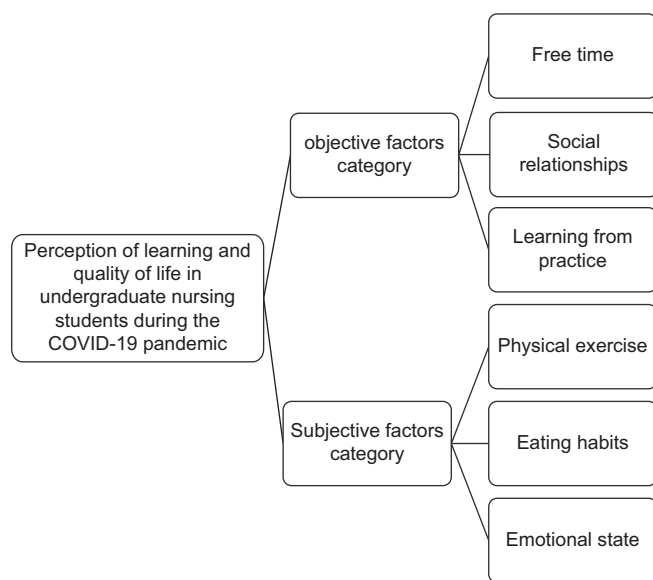 Perception of learning and
quality of life in
undergraduate nursing
students during the
COVID-19 pandemic
objective factors
category
Free time
Social
relationships
Learning from
practice
Subjective factors
category
Physical exercise
Eating habits
Emotional state